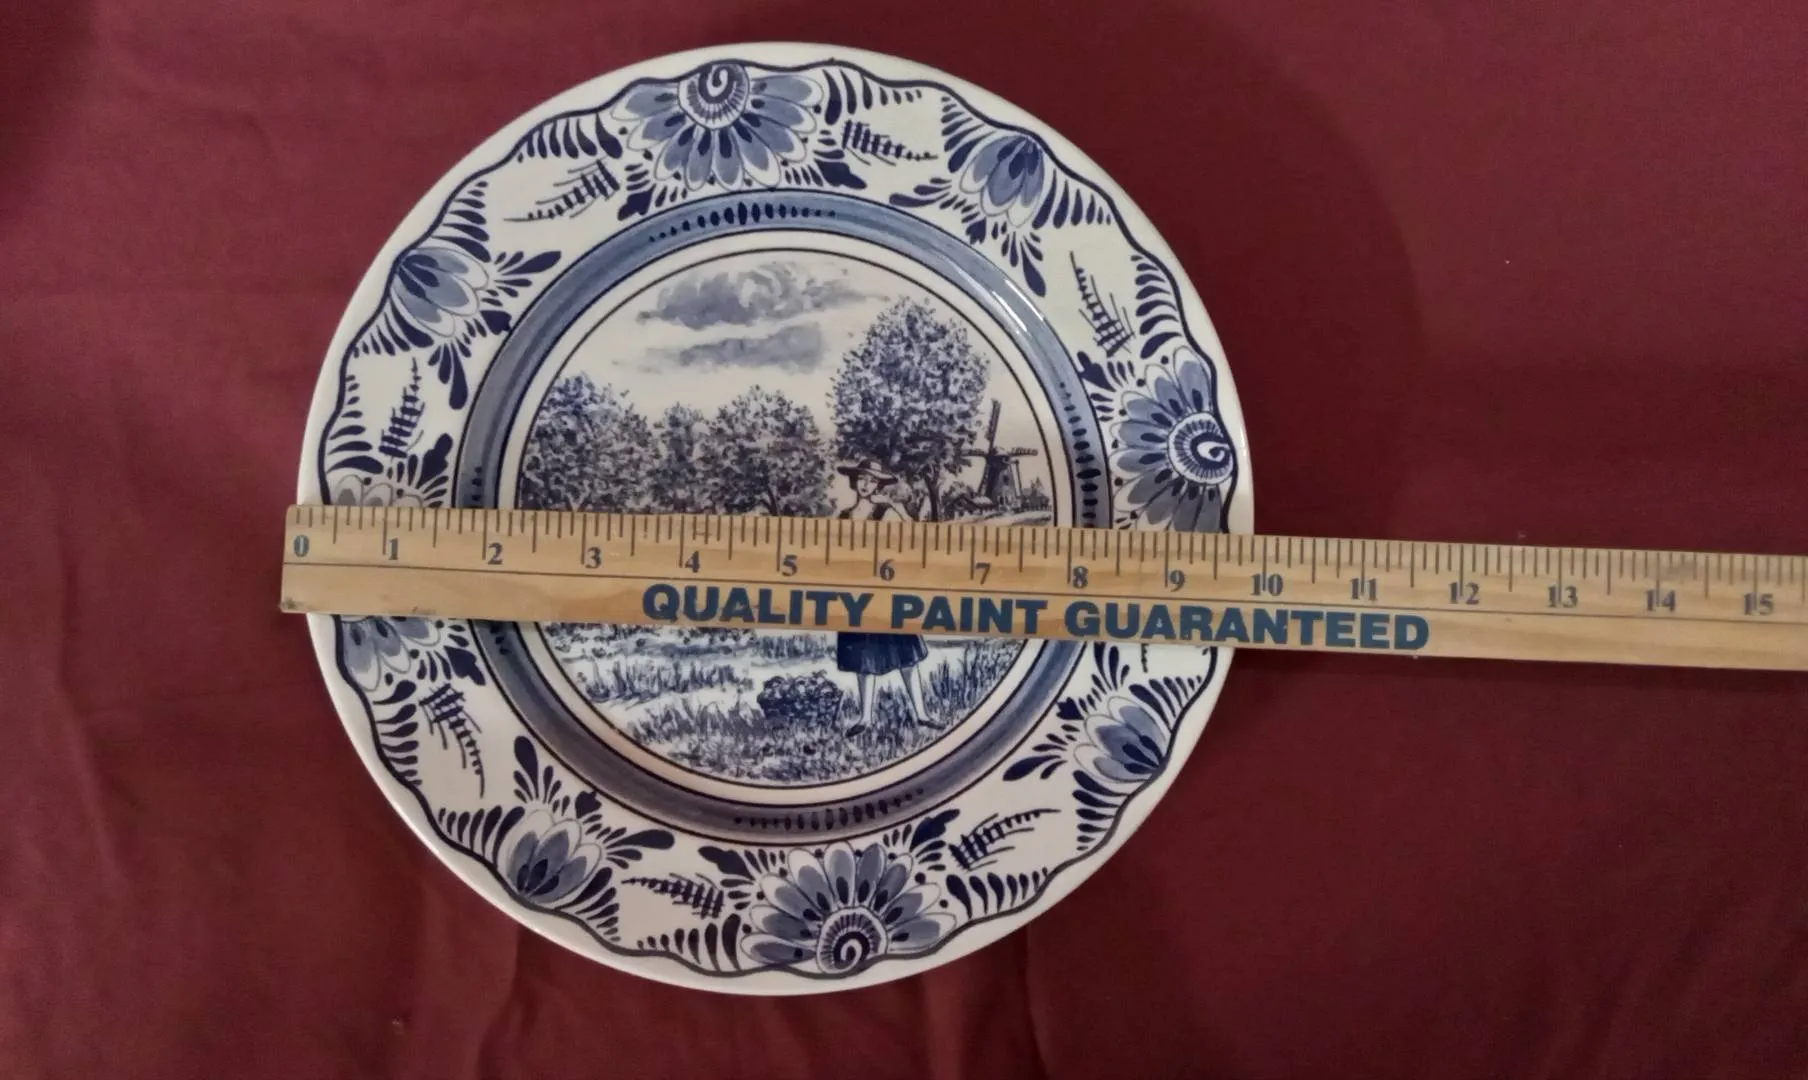 0 1 2 3 4 5 6 7 8 9 10 11 12 13 14 15
QUALITY PAINT GUARANTEED